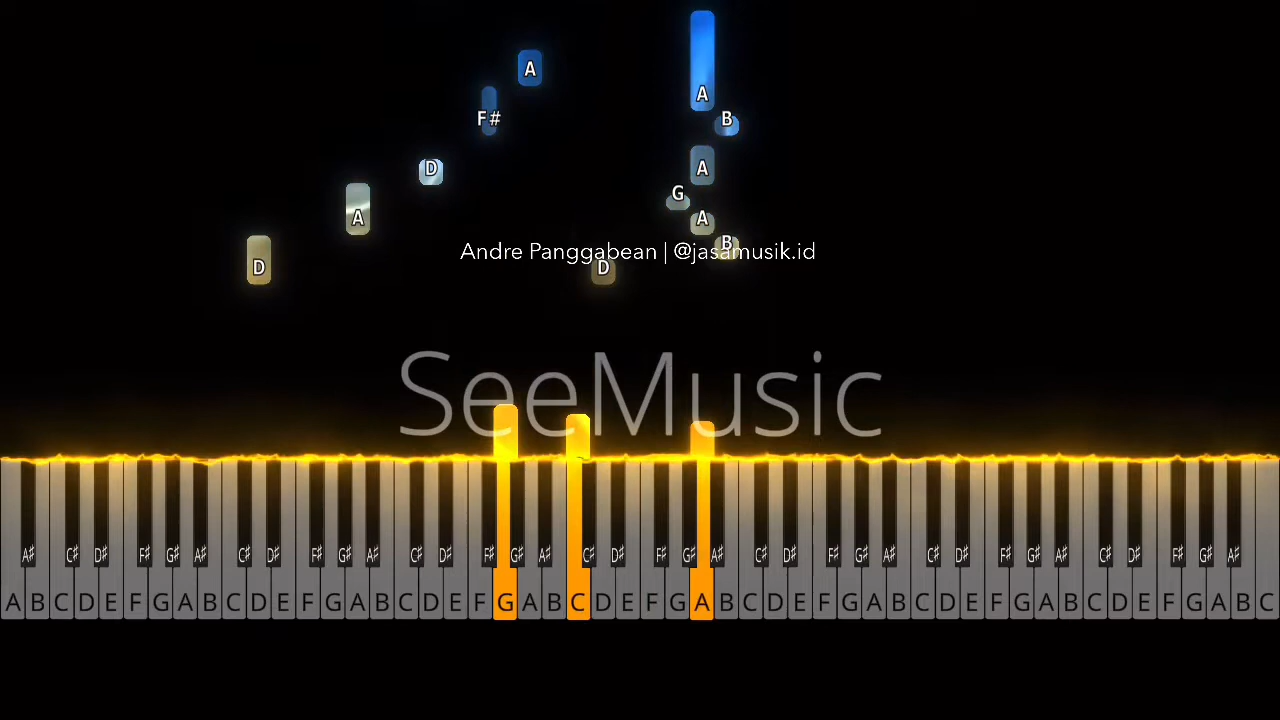 A
A
F#
A
B
D
A
A
G
A
B
D
D
Andre Panggabean | @jasamusik.id
SeeMusic
A♯ C♯ D♯ F♯ G♯ A♯ C♯ D♯ F♯ G♯ A♯ C♯ D♯ F♯ G♯ A♯ C♯ D♯ F♯ G♯ A♯ C♯ D♯ F♯ G♯ A♯ C♯ D♯ F♯ G♯ A♯ C♯ D♯ F♯ G♯ A♯
A B C D E F G A B C D E F G A B C D E F G A B C D E F G A B C D E F G A B C D E F G A B C D E F G A B C